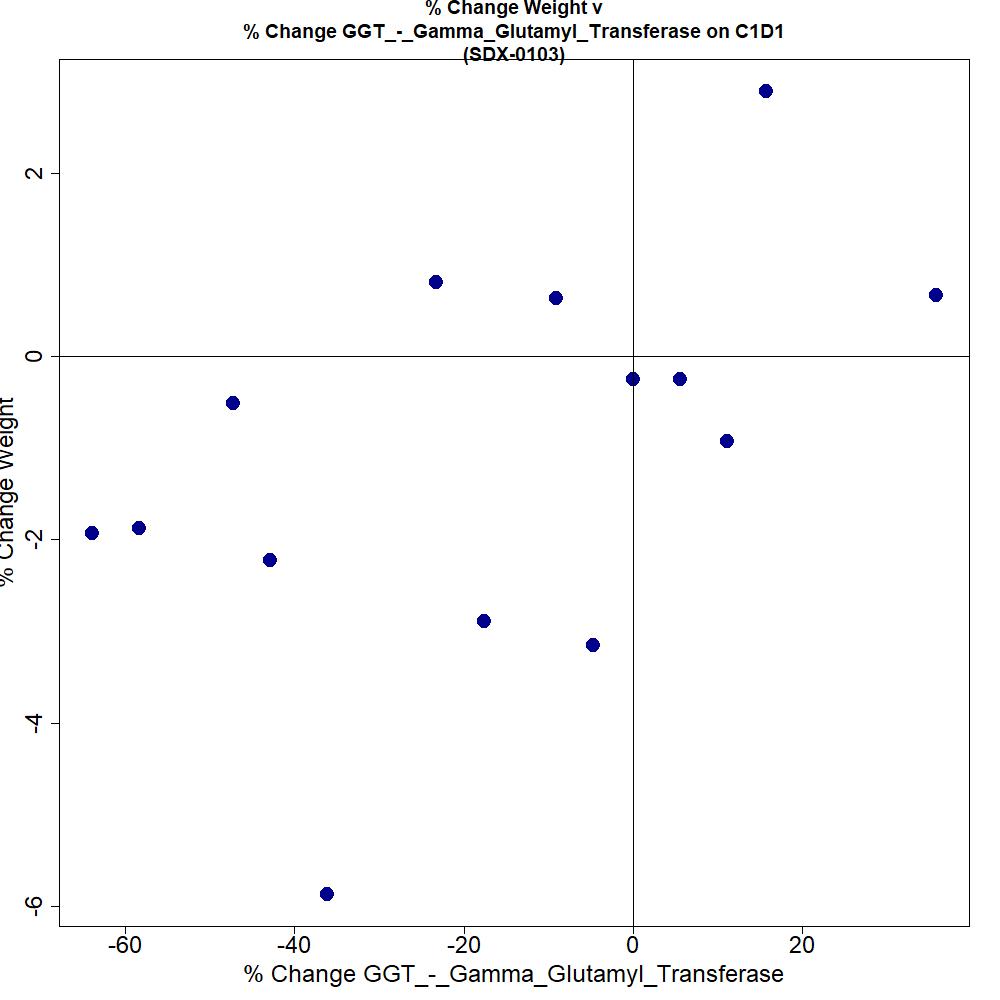 % Change Weight v
% Change GGT_-_Gamma_Glutamyl_Transferase on C1D1
(SDX-0103)
% Change Weight
2
0
-2
-4
-6
-60
-40
-20
0
20
% Change GGT_-_Gamma_Glutamyl_Transferase